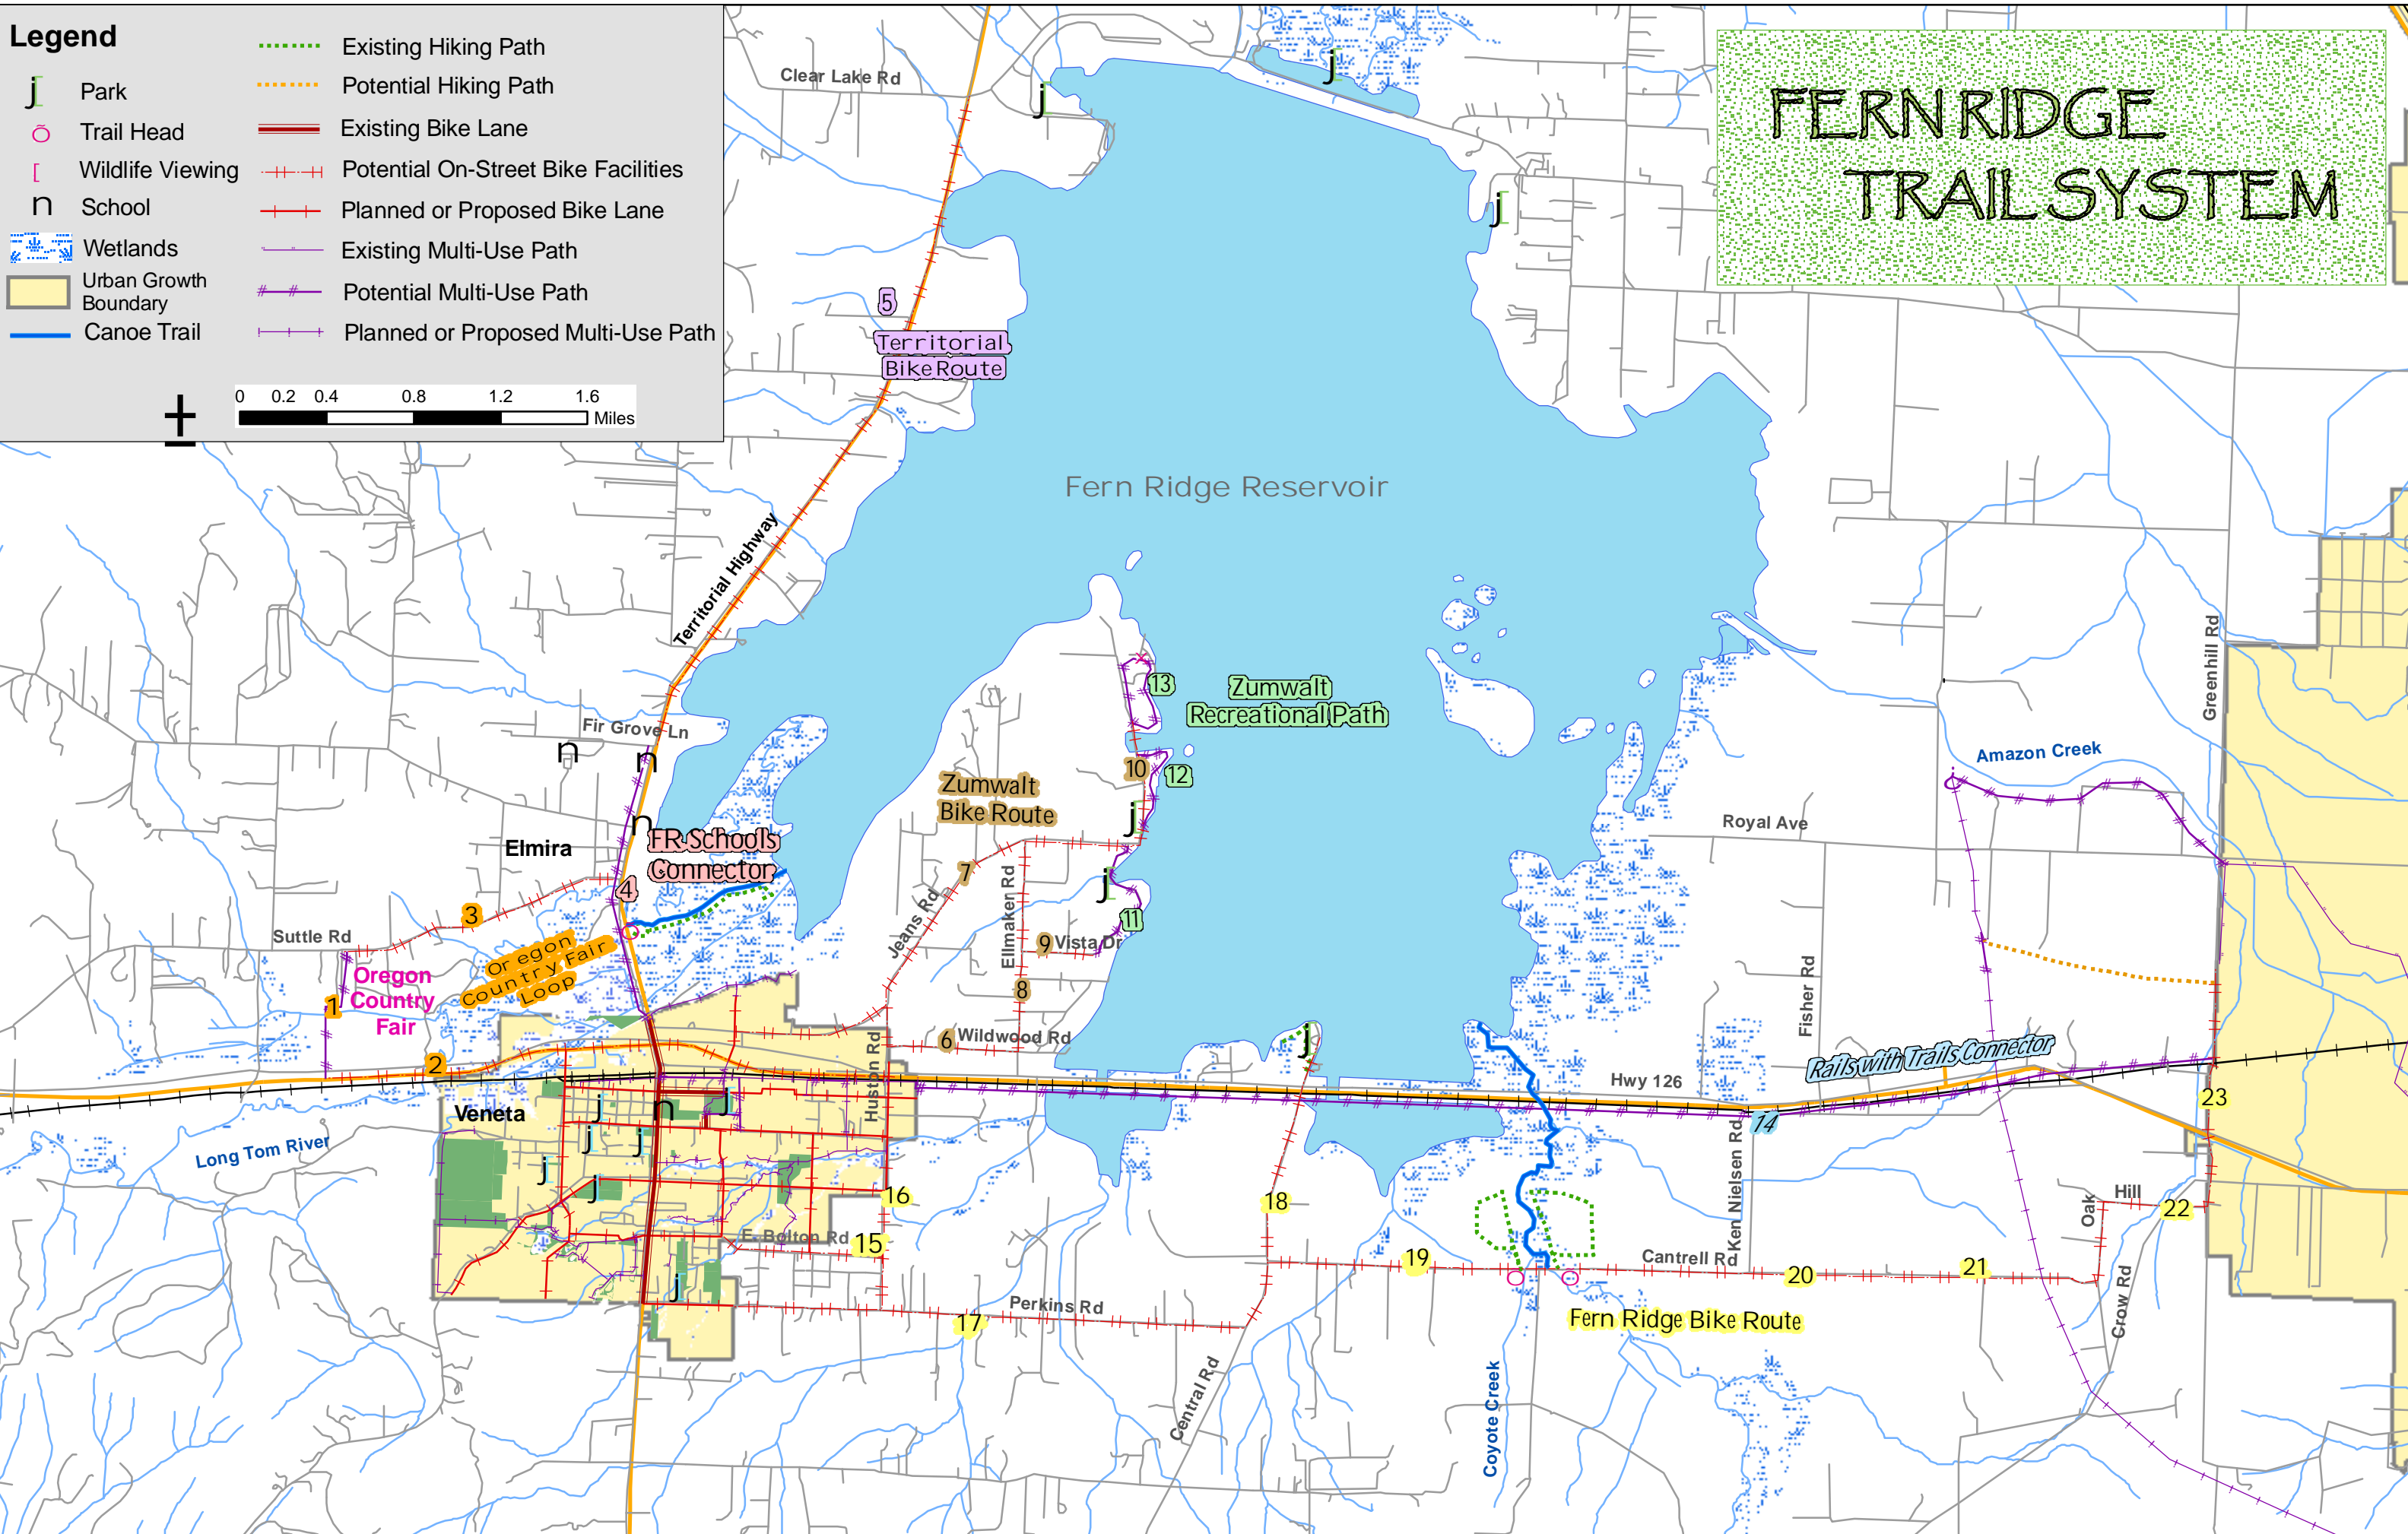 Legend
j[ Park
õ Trail Head
[ Wildlife Viewing
n School
Wetlands
Urban Growth
Boundary
Canoe Trail
Existing Hiking Path
Potential Hiking Path
Existing Bike Lane
Potential On-Street Bike Facilities
Planned or Proposed Bike Lane
Existing Multi-Use Path
Potential Multi-Use Path
Planned or Proposed Multi-Use Path
±
0 0.2 0.4 0.8 1.2 1.6
Miles
FERN RIDGE
TRAIL SYSTEM
Clear Lake Rd
j
j
j
5
Territorial
Bike Route
Fern Ridge Reservoir
Territorial Highway
Greenhill Rd
13
Zumwalt
Recreational Path
Fir Grove Ln
n
n
n
Amazon Creek
10
12
Zumwalt
Bike Route
j
Royal Ave
Elmira
FR Schools
Connector
4
7
j
Ellmaken Rd
Jeans Rd
11
3
Suttle Rd
Oregon
Country Fair
Loop
9
Vista Dr
Oregon
Country
Fair
1
8
Fisher Rd
6
Wildwood Rd
j
2
Huston Rd
Rails with Trails Connector
Hwy 126
14
23
Veneta
j
n
j
j
j
j
j
j
Long Tom River
Ken Nielsen Rd
16
18
Oak
Hill
22
E. Bolton Rd
15
19
Cantrell Rd
20
21
Crow Rd
Perkins Rd
17
Fern Ridge Bike Route
Central Rd
Coyote Creek